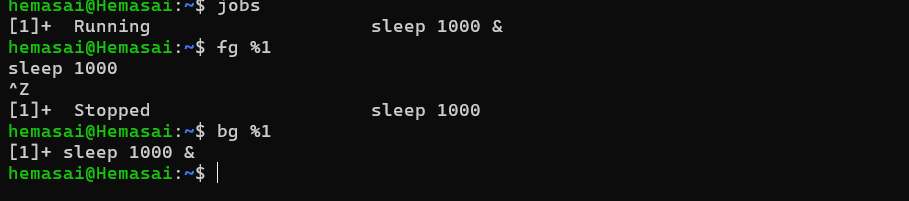 hemasai@Hemasai:~$ jobs
[1]+  Running                 sleep 1000 &
hemasai@Hemasai:~$ fg %1
sleep 1000
^Z
[1]+  Stopped                 sleep 1000
hemasai@Hemasai:~$ bg %1
[1]+ sleep 1000 &
hemasai@Hemasai:~$